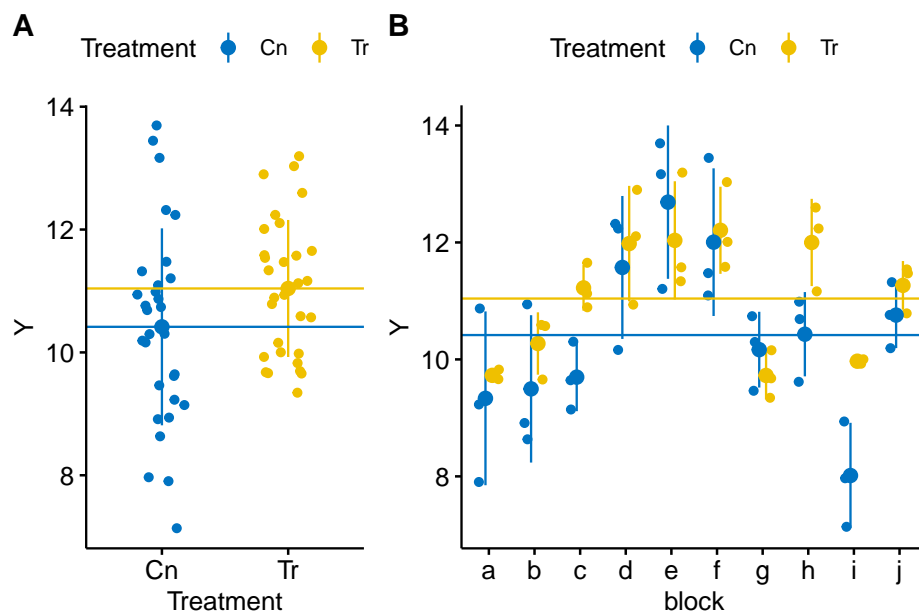 A
Treatment Cn Tr
Y
14
12
10
8
Cn Tr
Treatment
B
Treatment Cn Tr
Y
14
12
10
8
a b c d e f g h i j
block